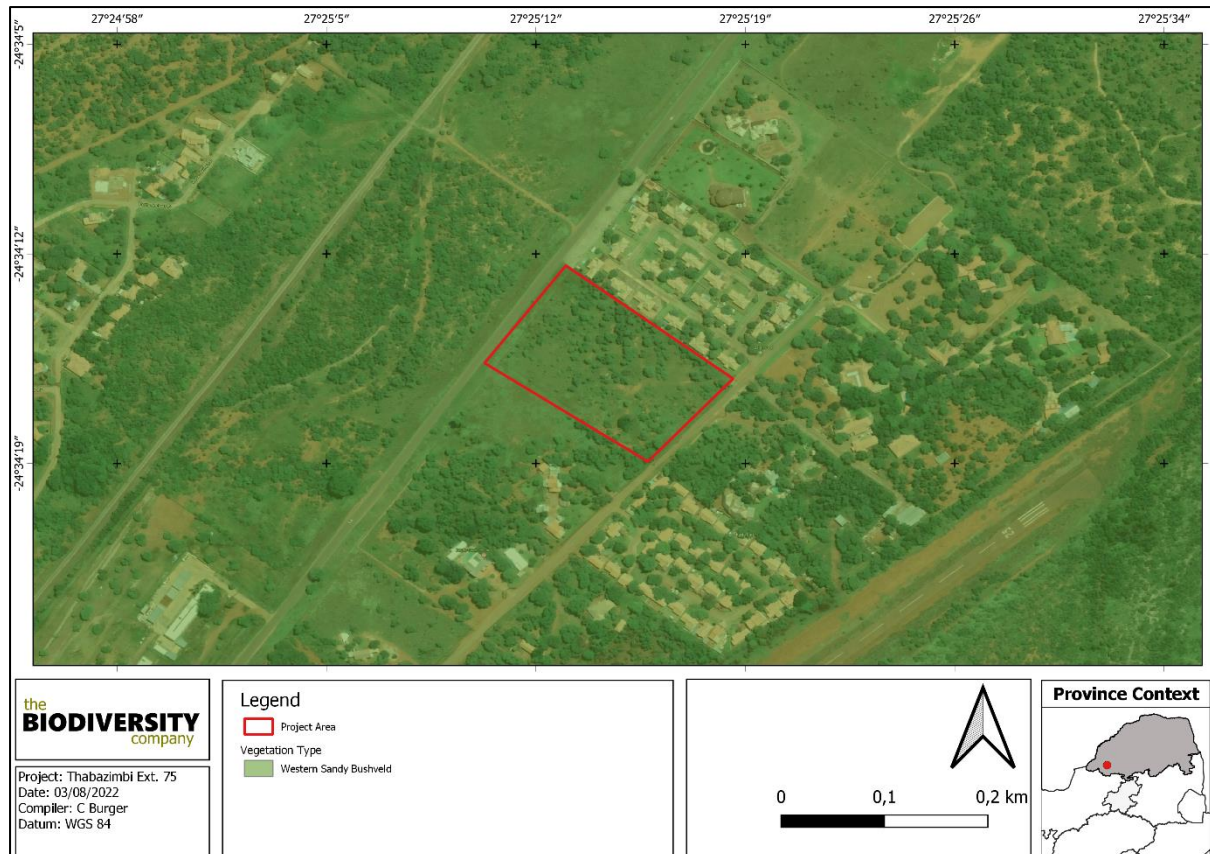 27°24′58″ 27°25′5″ 27°25′12″ 27°25′19″ 27°25′26″ 27°25′34″
-24°34′5″
-24°34′12″
-24°34′19″
the
BIODIVERSITY
company
Project: Thabazimbi Ext. 75
Date: 03/08/2022
Compiler: C Burger
Datum: WGS 84
Legend
Project Area
Vegetation Type
Western Sandy Bushveld
0 0,1 0,2 km
Province Context